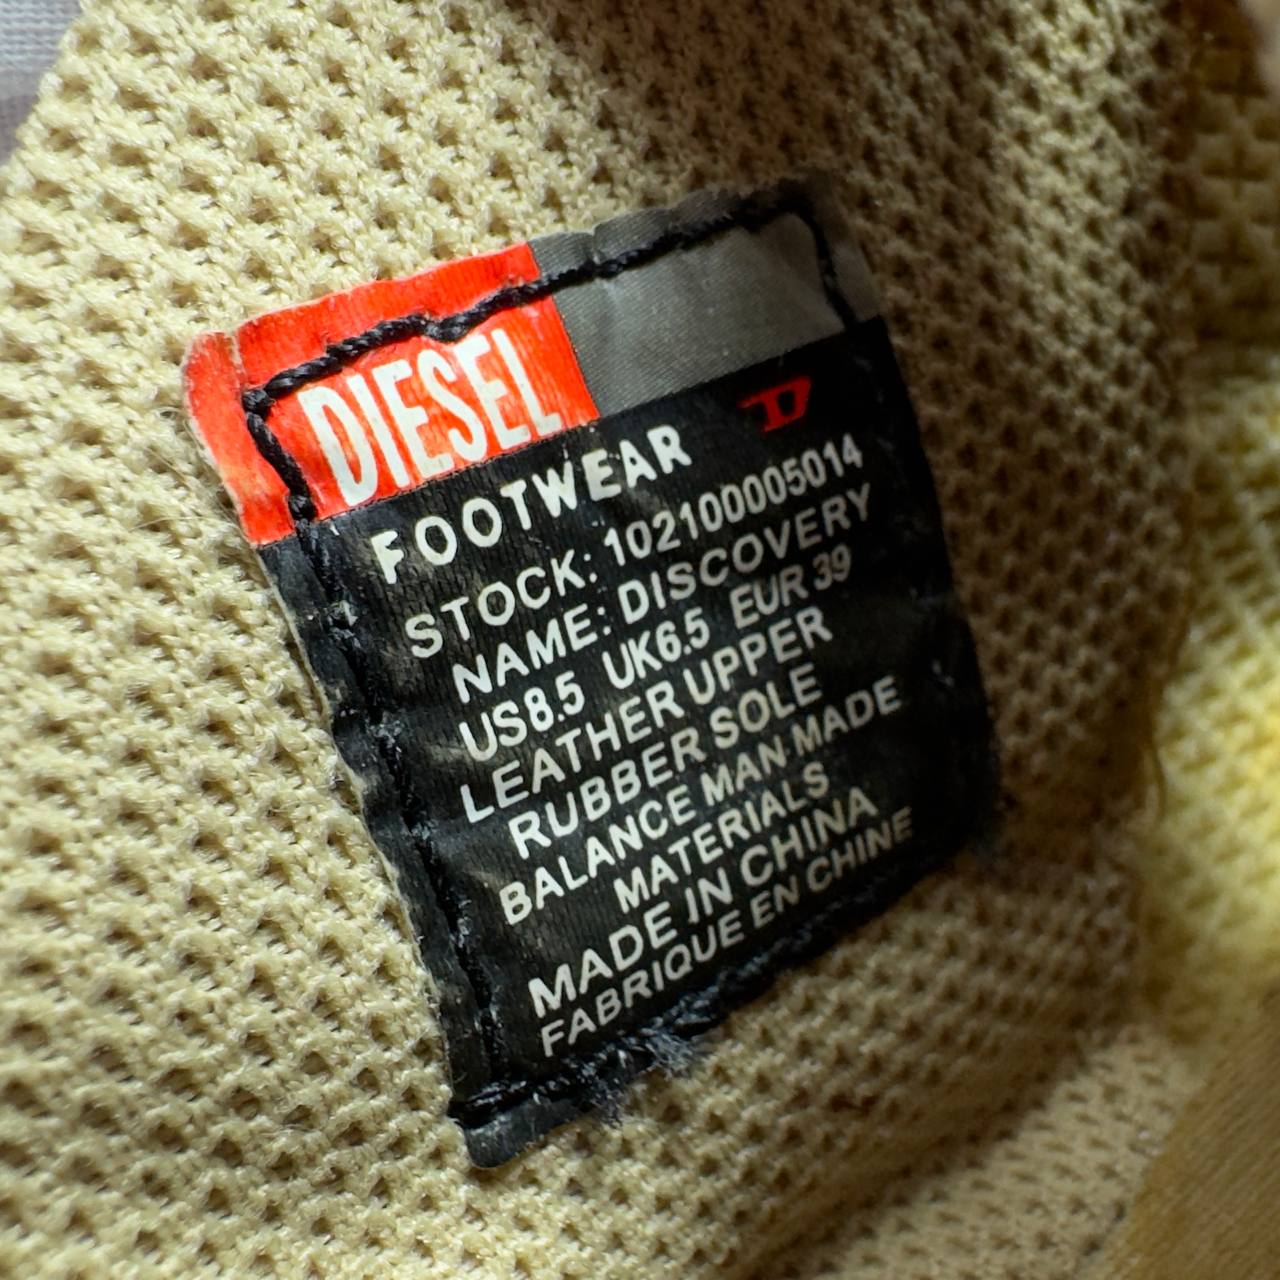 DIESEL
D
FOOTWEAR
STOCK: 102100005014
NAME: DISCOVERY
US8.5 UK6.5 EUR 39
LEATHER UPPER
RUBBER SOLE
BALANCE MAN MADE
MATERIALS
MADE IN CHINA
FABRIQUE EN CHINE